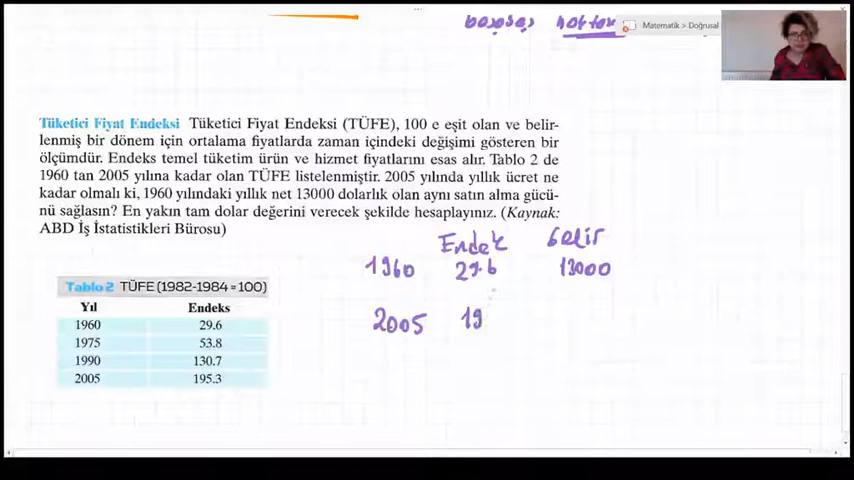 başabaş noktası
Matematik > Doğrusal
Tüketici Fiyat Endeksi Tüketici Fiyat Endeksi (TÜFE), 100 e eşit olan ve belir-
lenmiş bir dönem için ortalama fiyatlarda zaman içindeki değişimi gösteren bir
ölçümdür. Endeks temel tüketim ürün ve hizmet fiyatlarını esas alır. Tablo 2 de
1960 tan 2005 yılına kadar olan TÜFE listelenmiştir. 2005 yılında yıllık ücret ne
kadar olmalı ki, 1960 yılındaki yıllık net 13000 dolarlık olan aynı satın alma gücü-
nü sağlasın? En yakın tam dolar değerini verecek şekilde hesaplayınız. (Kaynak:
ABD İş İstatistikleri Bürosu)
Endek Gelir
1960 29.6 13000
2005 19
Tablo 2 TÜFE (1982-1984 = 100)
Yıl Endeks
1960 29.6
1975 53.8
1990 130.7
2005 195.3